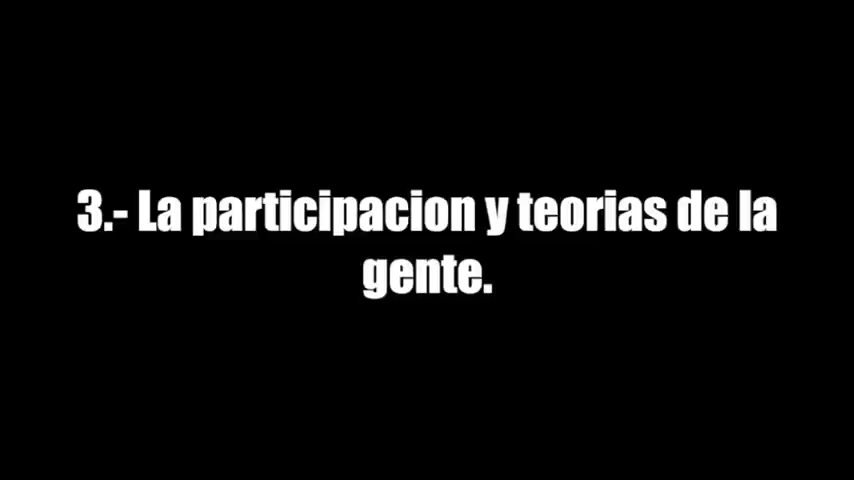 3.- La participacion y teorias de la
gente.